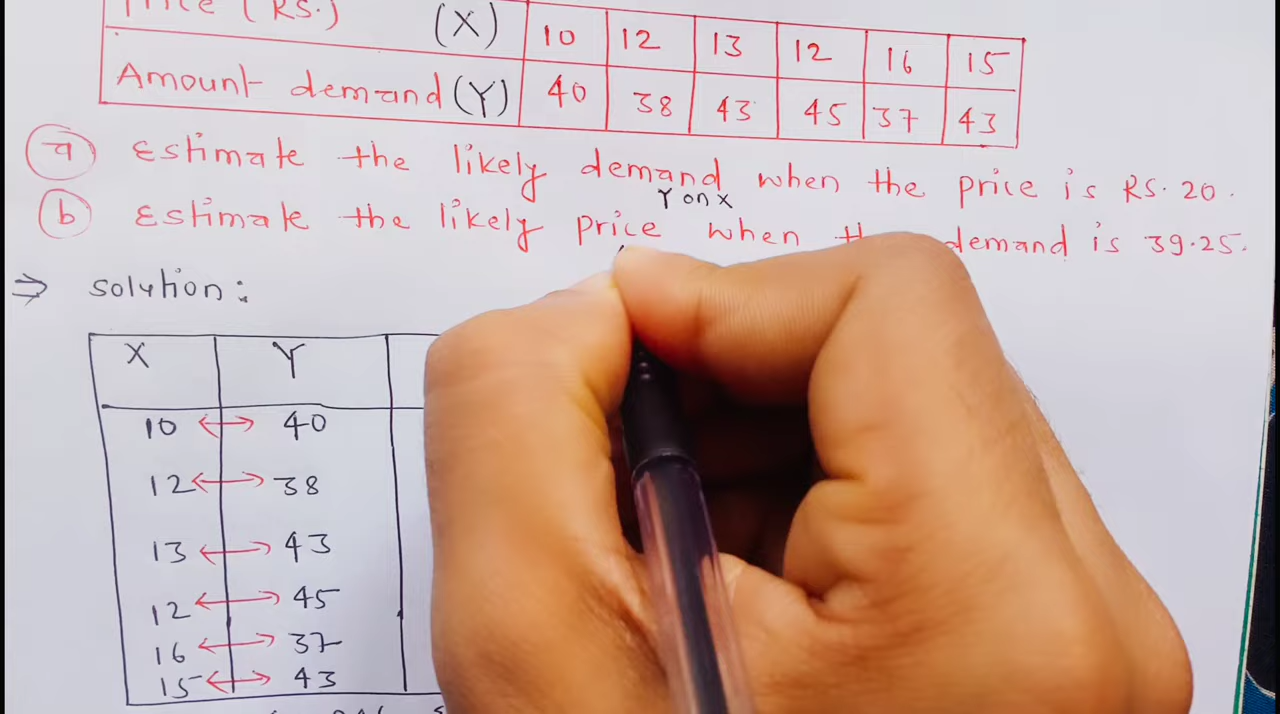 Price (RS.) (X) 10 12 13 12 16 15
Amount demand (Y) 40 38 43 45 37 43
a Estimate the likely demand when the price is RS. 20.
Y on X
b Estimate the likely price when demand is 39.25.
⇒ solution:
X Y
10 ↔ 40
12 ↔ 38
13 ↔ 43
12 ↔ 45
16 ↔ 37
15 ↔ 43